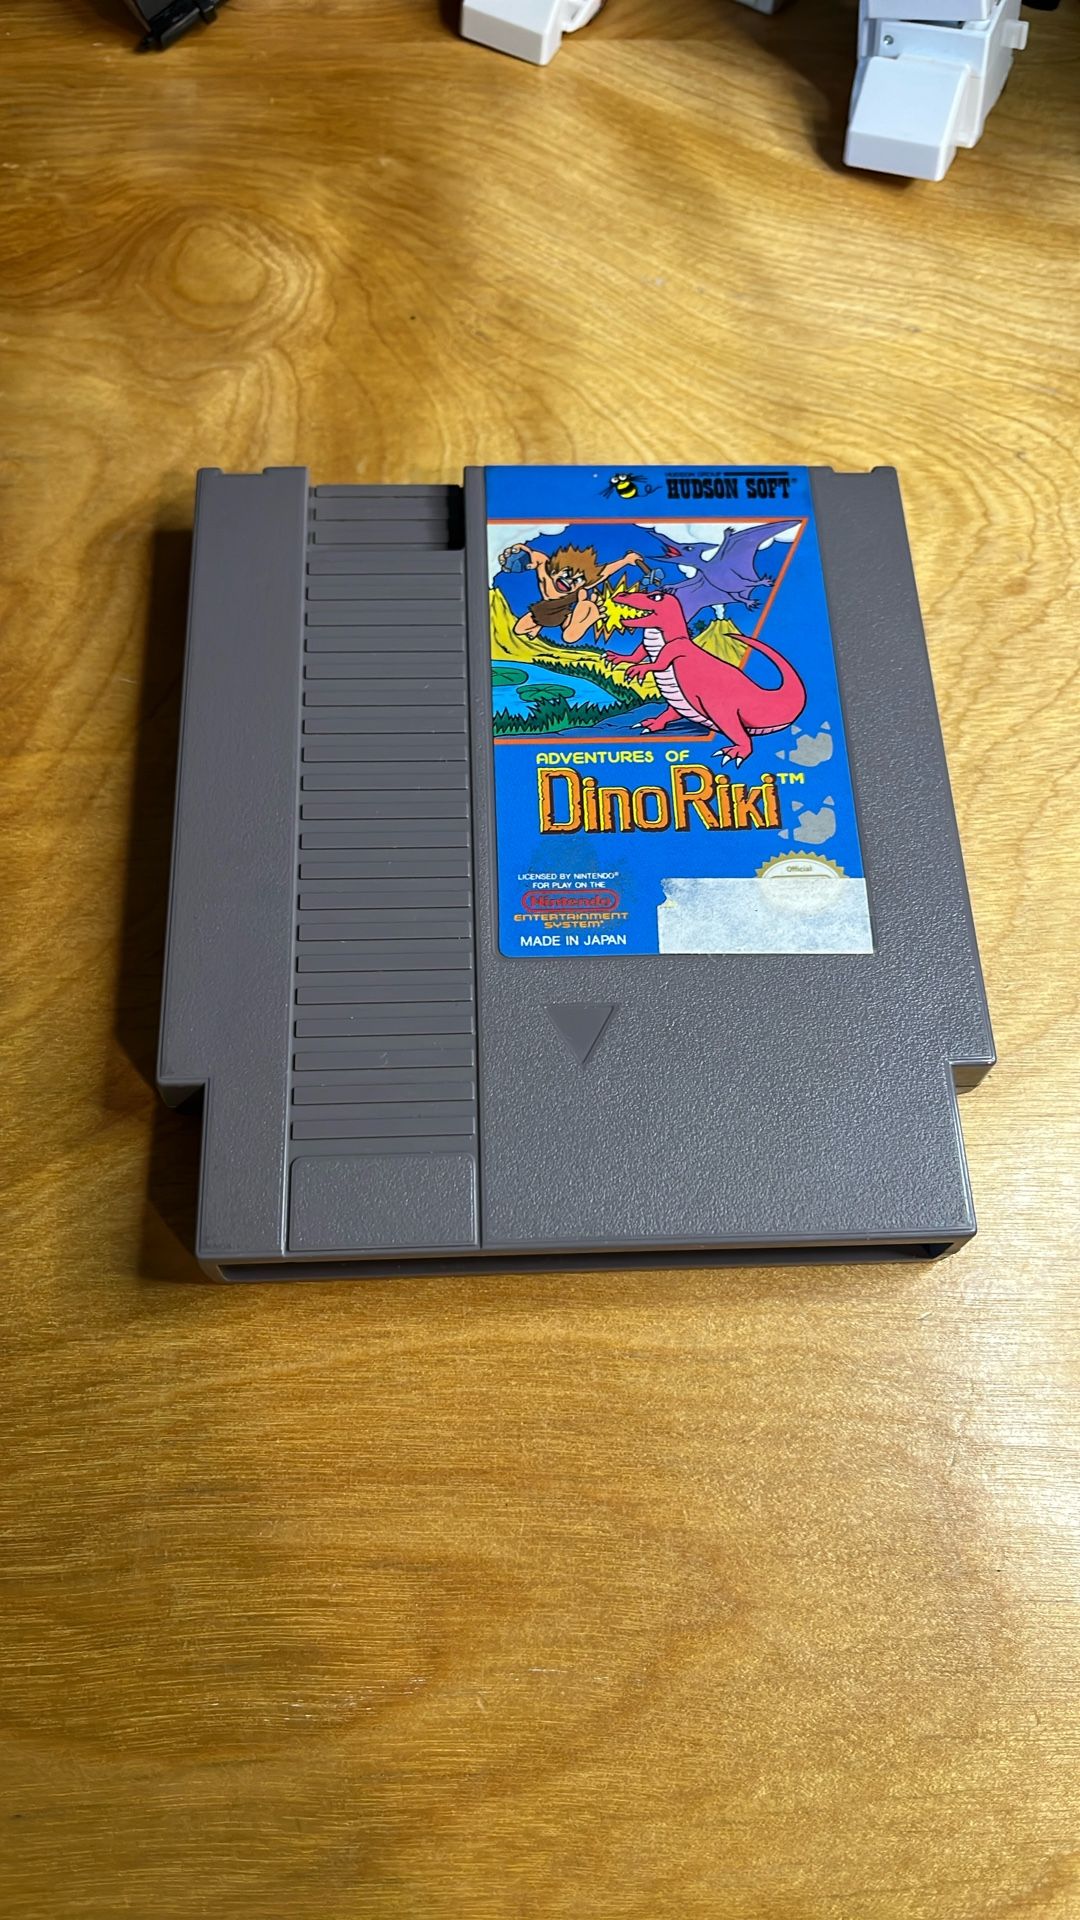 HUDSON GROUP
HUDSON SOFT®
ADVENTURES OF
DinoRiki™
LICENSED BY NINTENDO®
FOR PLAY ON THE
Nintendo
ENTERTAINMENT
SYSTEM®
MADE IN JAPAN
Official